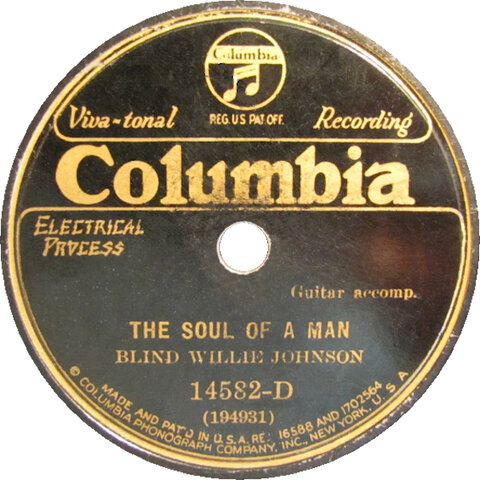 Columbia
REG. U.S. PAT. OFF.
Viva-tonal Recording
Columbia
ELECTRICAL
PROCESS
Guitar accomp.
THE SOUL OF A MAN
BLIND WILLIE JOHNSON
14582-D
(194931)
MADE AND PAT'D IN U.S.A. RE. 16588 AND 1702564
© COLUMBIA PHONOGRAPH COMPANY, INC., NEW YORK, U.S.A